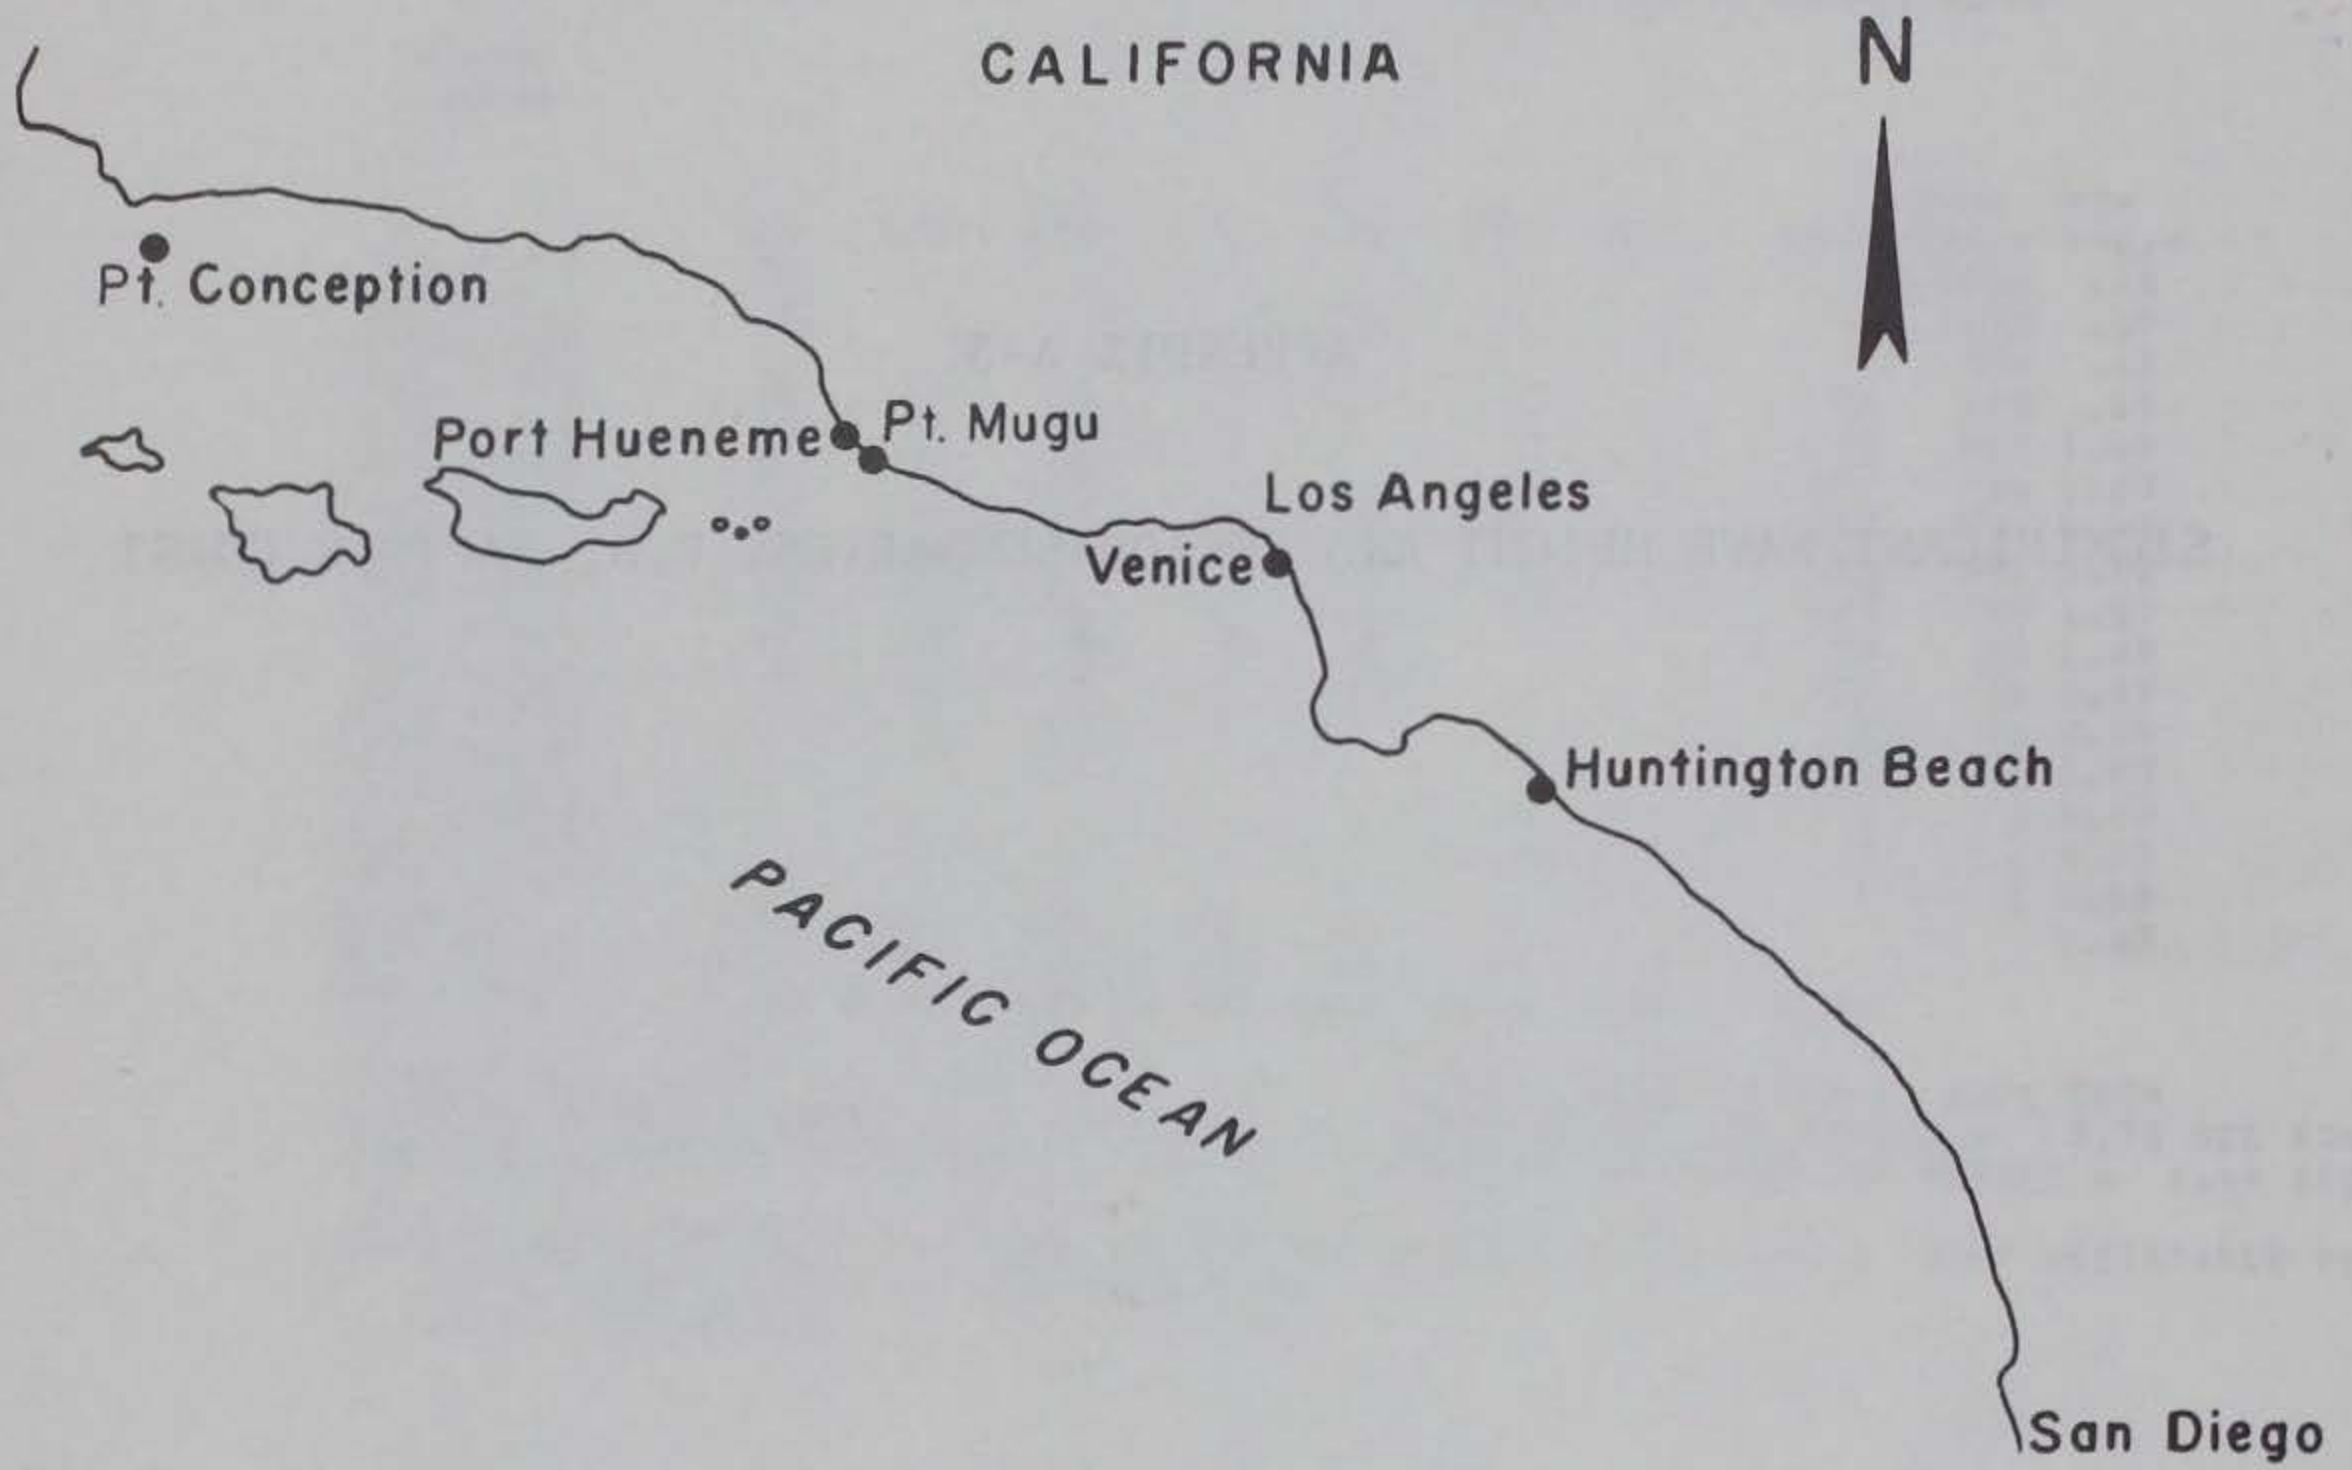 CALIFORNIA
N
Pt. Conception
Port Hueneme
Pt. Mugu
Los Angeles
Venice
Huntington Beach
PACIFIC OCEAN
San Diego